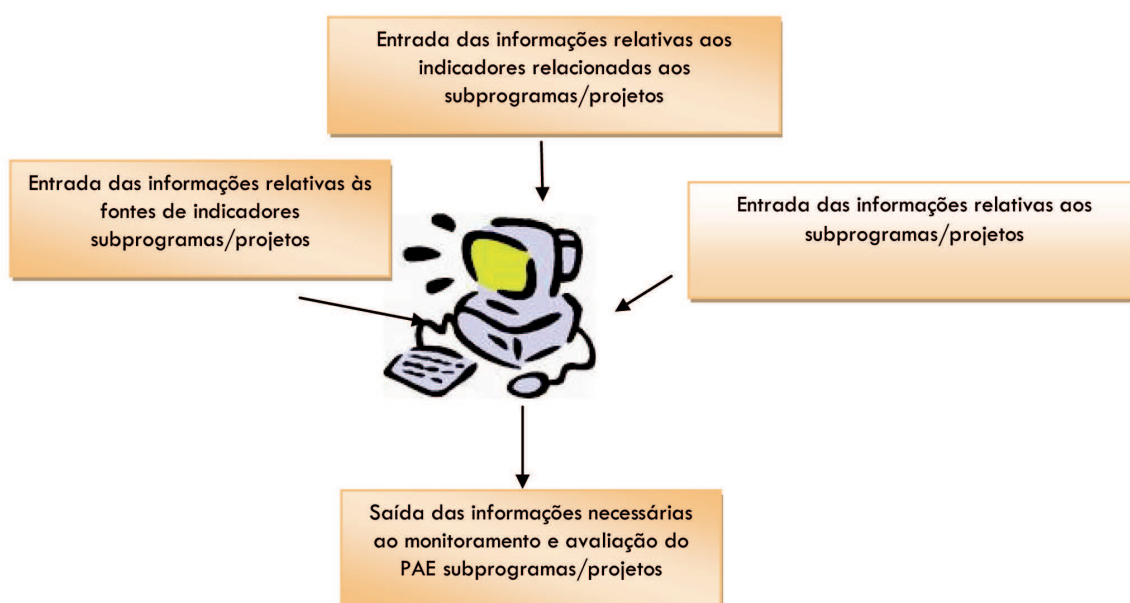 Entrada das informações relativas aos
indicadores relacionadas aos
subprogramas/projetos
Entrada das informações relativas às
fontes de indicadores
subprogramas/projetos
Entrada das informações relativas aos
subprogramas/projetos
Saída das informações necessárias
ao monitoramento e avaliação do
PAE subprogramas/projetos